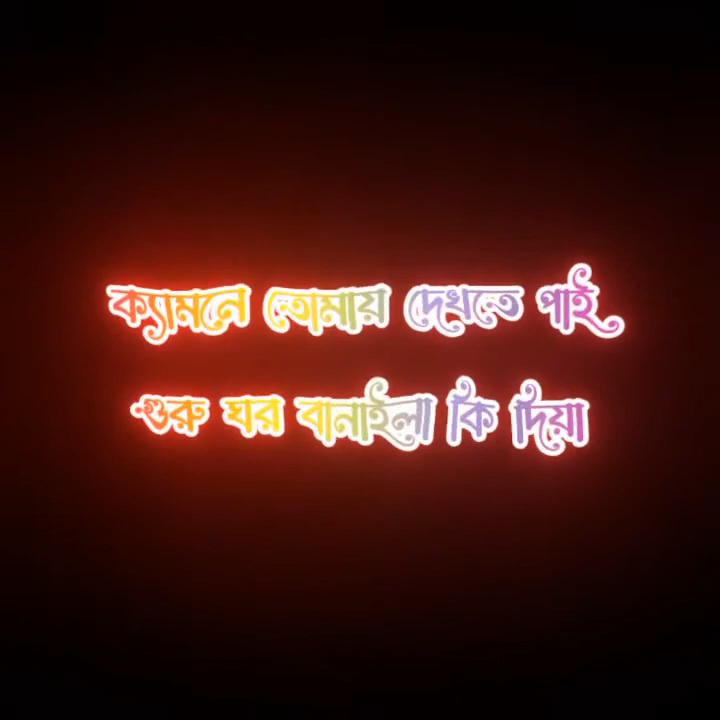 ক্যামনে তোমায় দেখতে পাই
গুরু ঘর বানাইলা কি দিয়া